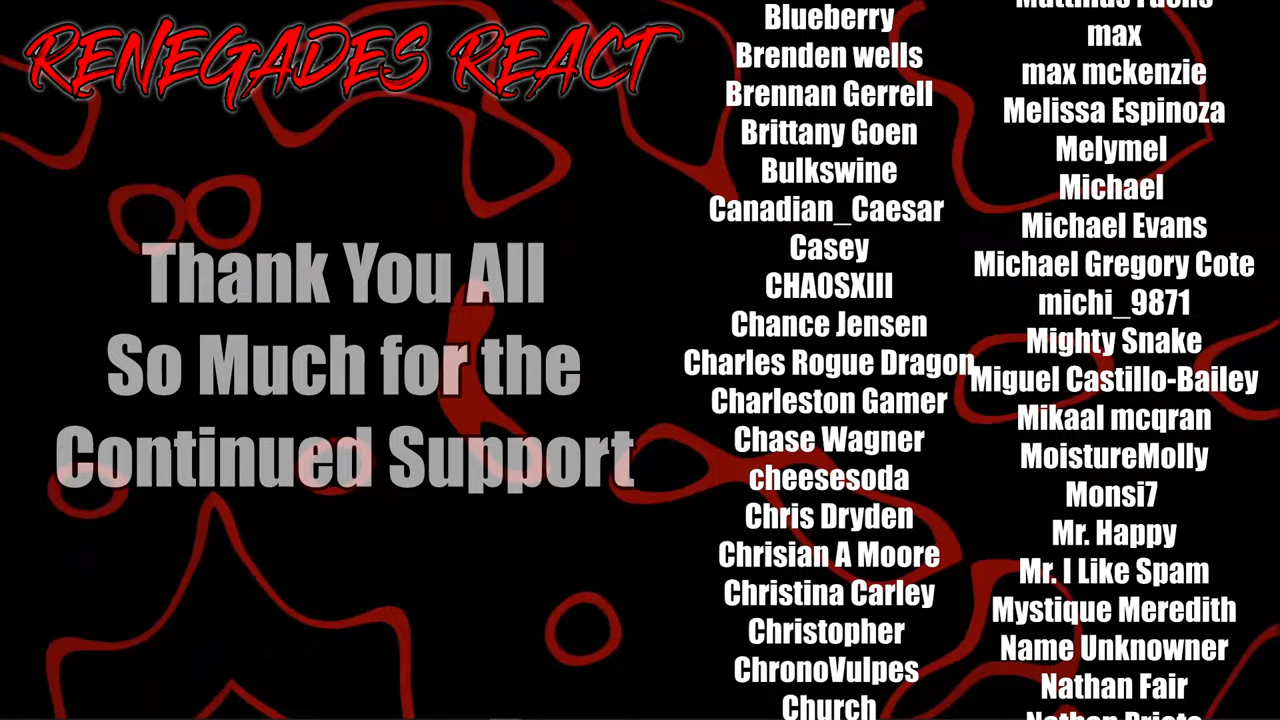 RENEGADES REACT
Thank You All
So Much for the
Continued Support
Blueberry
Brenden wells
Brennan Gerrell
Brittany Goen
Bulkswine
Canadian_Caesar
Casey
CHAOSXIII
Chance Jensen
Charles Rogue Dragon
Charleston Gamer
Chase Wagner
cheesesoda
Chris Dryden
Chrisian A Moore
Christina Carley
Christopher
ChronoVulpes
Church
max
max mckenzie
Melissa Espinoza
Melymel
Michael
Michael Evans
Michael Gregory Cote
michi_9871
Mighty Snake
Miguel Castillo-Bailey
Mikaal mcqran
MoistureMolly
Monsi7
Mr. Happy
Mr. I Like Spam
Mystique Meredith
Name Unknowner
Nathan Fair
Nathan